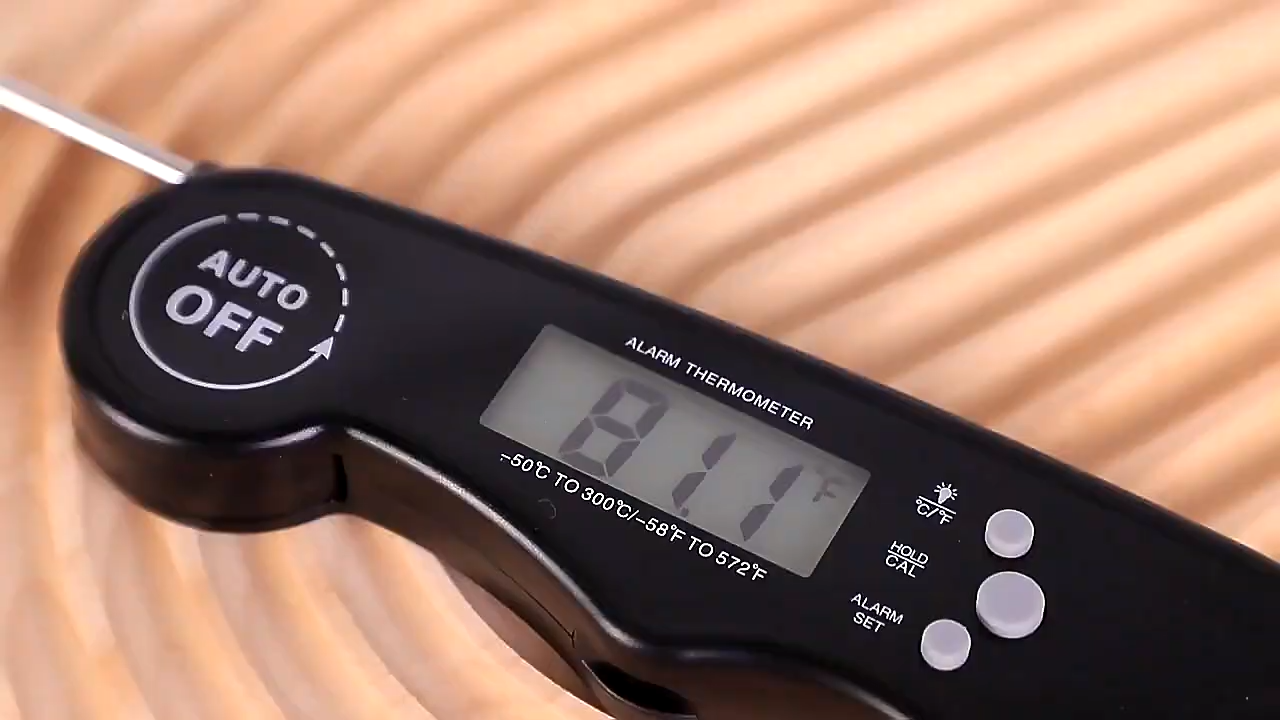 AUTO
OFF
ALARM THERMOMETER
81.1°F
-50°C TO 300°C/-58°F TO 572°F
°C/°F
HOLD
CAL
ALARM
SET